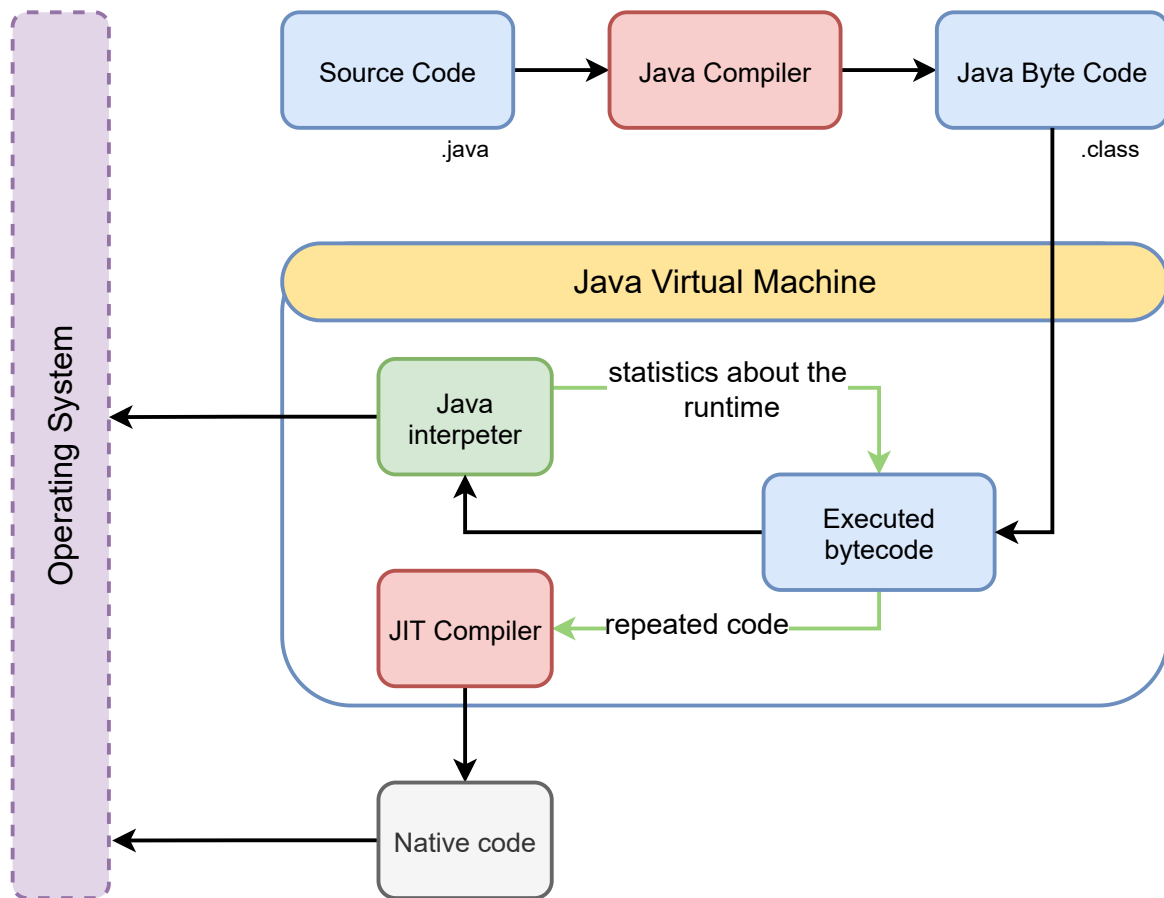 Source Code
Java Compiler
Java Byte Code
.java
.class
Java Virtual Machine
Operating System
statistics about the
runtime
Java
interpeter
Executed
bytecode
JIT Compiler
repeated code
Native code